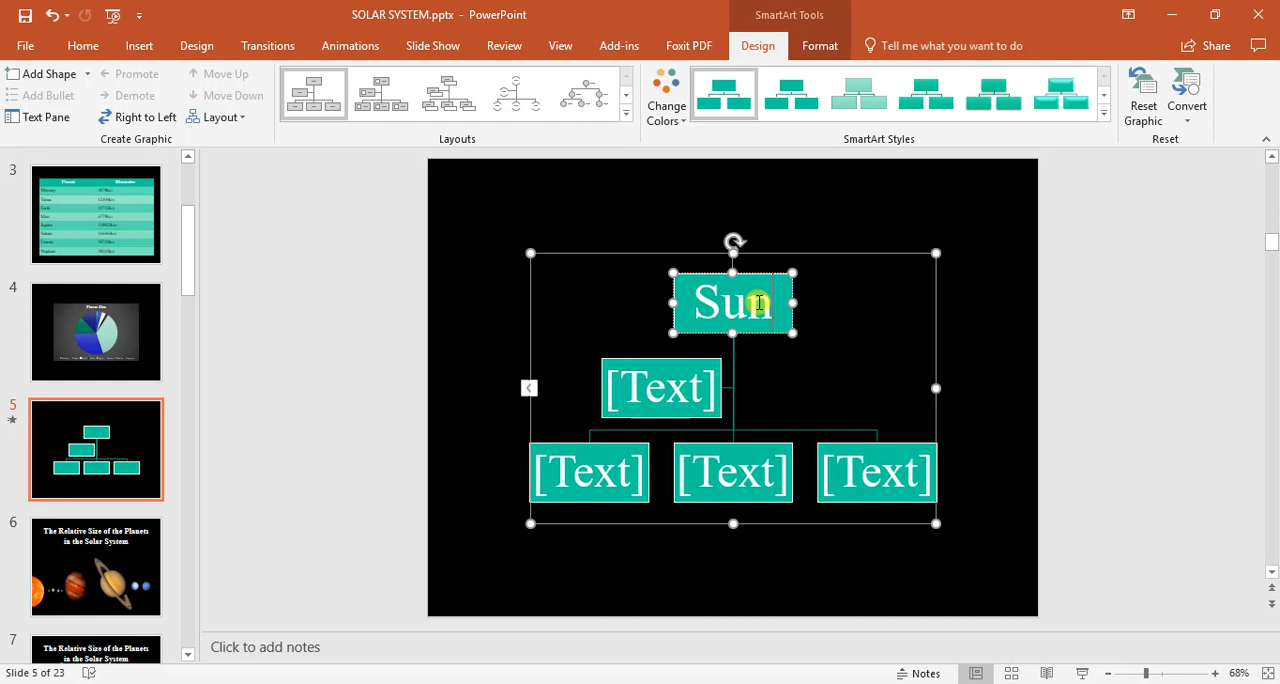 SOLAR SYSTEM.pptx - PowerPoint
SmartArt Tools
File Home Insert Design Transitions Animations Slide Show Review View Add-ins Foxit PDF Design Format Tell me what you want to do Share
Add Shape Promote Move Up
Add Bullet Demote Move Down
Text Pane Right to Left Layout
Create Graphic
Layouts
Change
Colors
SmartArt Styles
Reset
Graphic
Convert
Reset
3
Planet
4
5
6
The Relative Size of the Planets
in the Solar System
7
The Relative Size of the Planets
in the Solar System
Sun
[Text]
[Text] [Text] [Text]
Click to add notes
Slide 5 of 23
Notes
68%